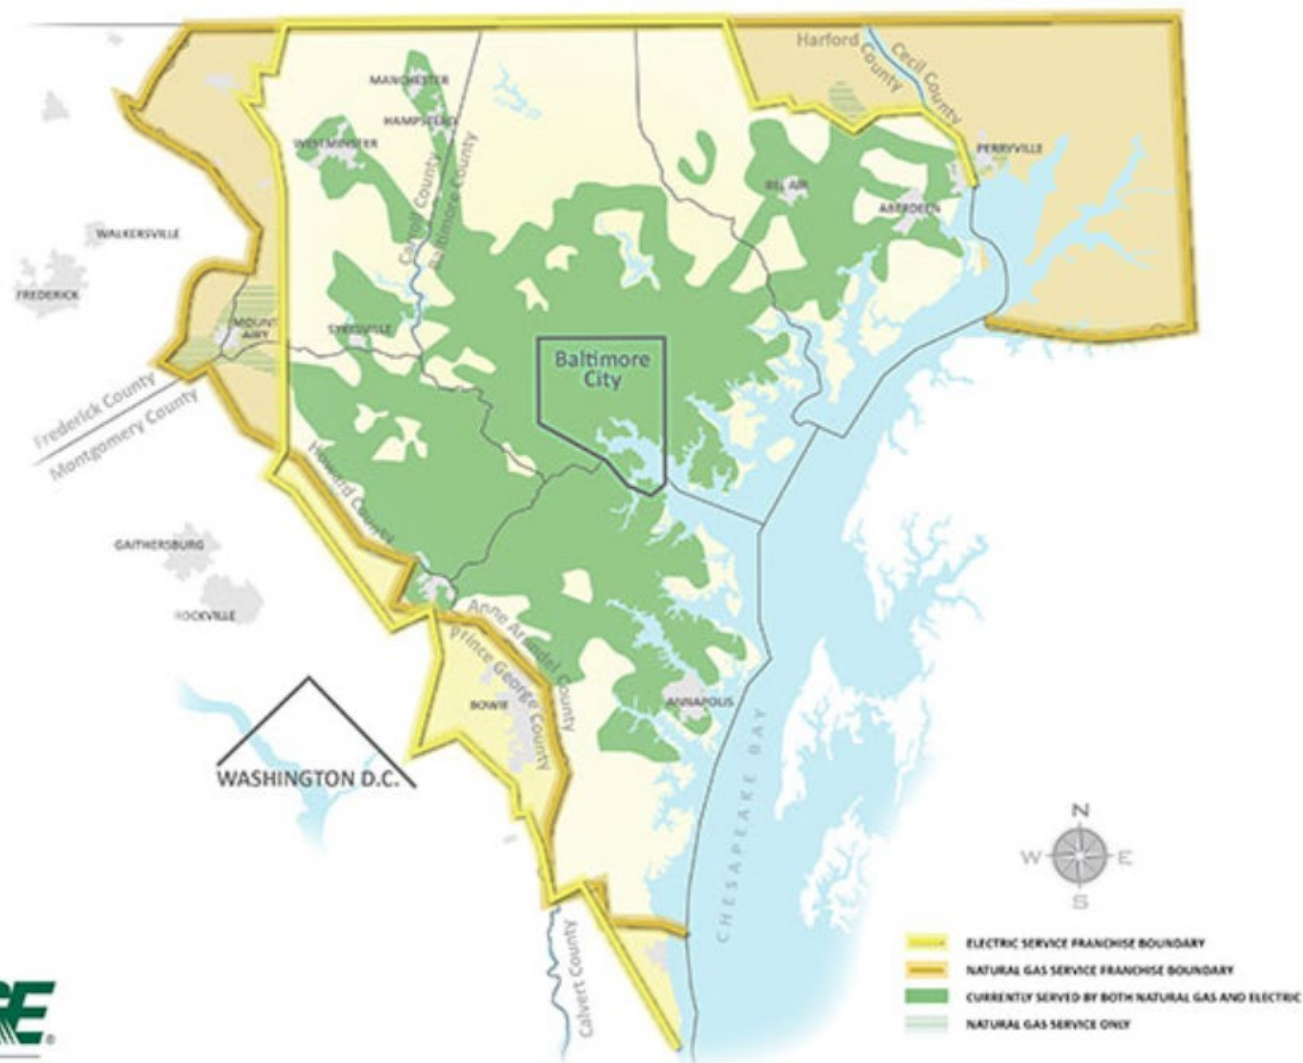 Harford
County
Cecil County
MANCHESTER
HAMPSTEAD
WESTMINSTER
Carroll County
Baltimore County
PERRYVILLE
BEL AIR
ABERDEEN
WALKERSVILLE
FREDERICK
MOUNT
AIRY
SYKESVILLE
Baltimore
City
Frederick County
Montgomery County
Howard County
GAITHERSBURG
ROCKVILLE
Anne Arundel County
Prince George County
BOWIE
ANNAPOLIS
WASHINGTON D.C.
CHESAPEAKE BAY
Calvert County
N
W E
S
ELECTRIC SERVICE FRANCHISE BOUNDARY
NATURAL GAS SERVICE FRANCHISE BOUNDARY
CURRENTLY SERVED BY BOTH NATURAL GAS AND ELECTRIC
NATURAL GAS SERVICE ONLY